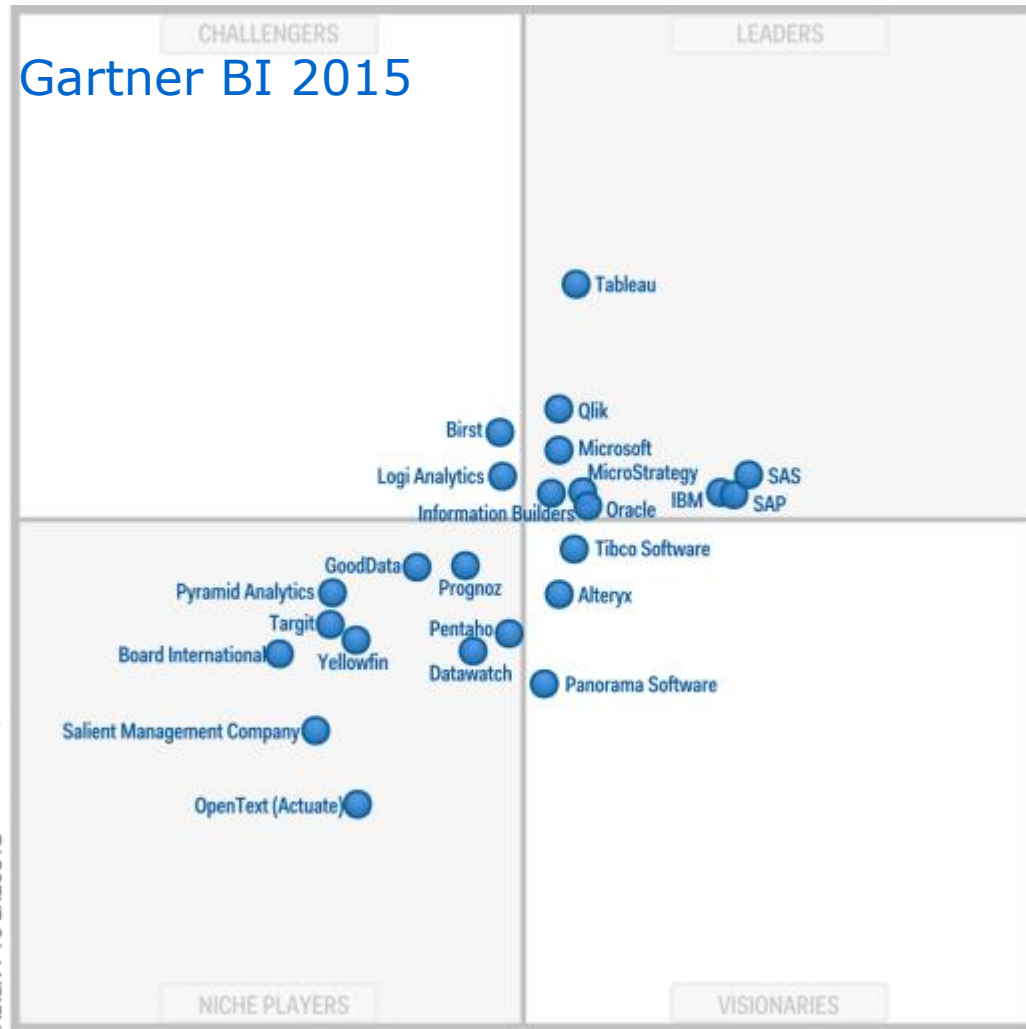 CHALLENGERS
LEADERS
Gartner BI 2015
Tableau
Qlik
Birst
Microsoft
Logi Analytics
MicroStrategy
SAS
IBM
SAP
Information Builders
Oracle
Tibco Software
GoodData
Prognoz
Pyramid Analytics
Alteryx
Targit
Pentaho
Board International
Yellowfin
Datawatch
Panorama Software
Salient Management Company
OpenText (Actuate)
NICHE PLAYERS
VISIONARIES